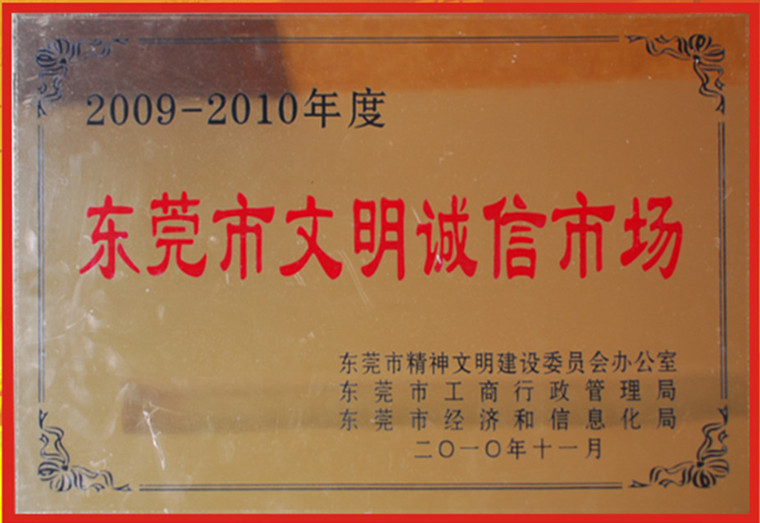 2009-2010年度
东莞市文明诚信市场
东莞市精神文明建设委员会办公室
东莞市工商行政管理局
东莞市经济和信息化局
二〇一〇年十一月